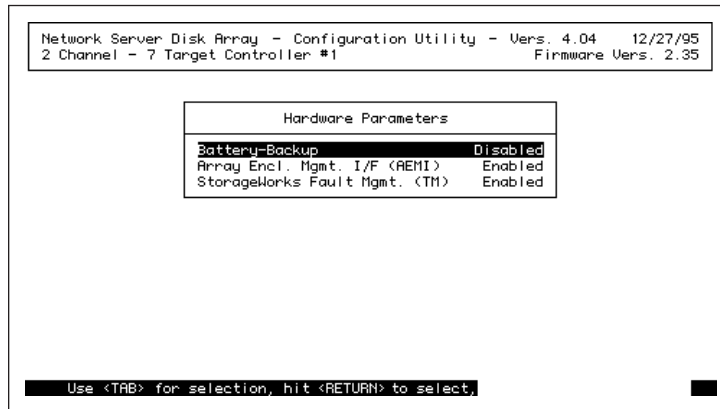 Network Server Disk Array - Configuration Utility - Vers. 4.04 12/27/95
2 Channel - 7 Target Controller #1 Firmware Vers. 2.35
Hardware Parameters
Battery-Backup Disabled
Array Encl. Mgmt. I/F (AEMI) Enabled
StorageWorks Fault Mgmt. (TM) Enabled
Use <TAB> for selection, hit <RETURN> to select,